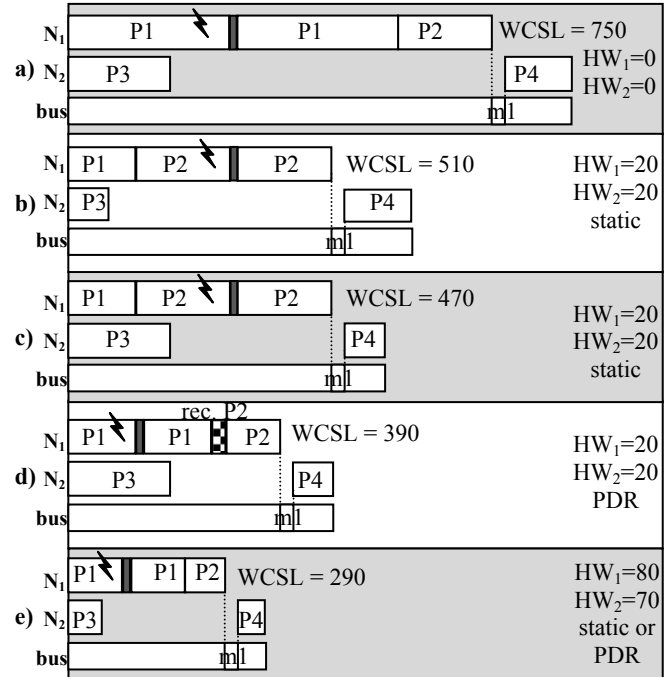 N1 P1 P1 P2 WCSL = 750
a) N2 P3 P4 HW1=0
HW2=0
bus m1
N1 P1 P2 P2 WCSL = 510 HW1=20
b) N2 P3 P4 HW2=20
static
bus m1
N1 P1 P2 P2 WCSL = 470
c) N2 P3 P4 HW1=20
HW2=20
static
bus m1
rec. P2
N1 P1 P1 P2 WCSL = 390 HW1=20
d) N2 P3 P4 HW2=20
PDR
bus m1
N1 P1 P1 P2 WCSL = 290 HW1=80
HW2=70
e) N2 P3 P4 static or
PDR
bus m1